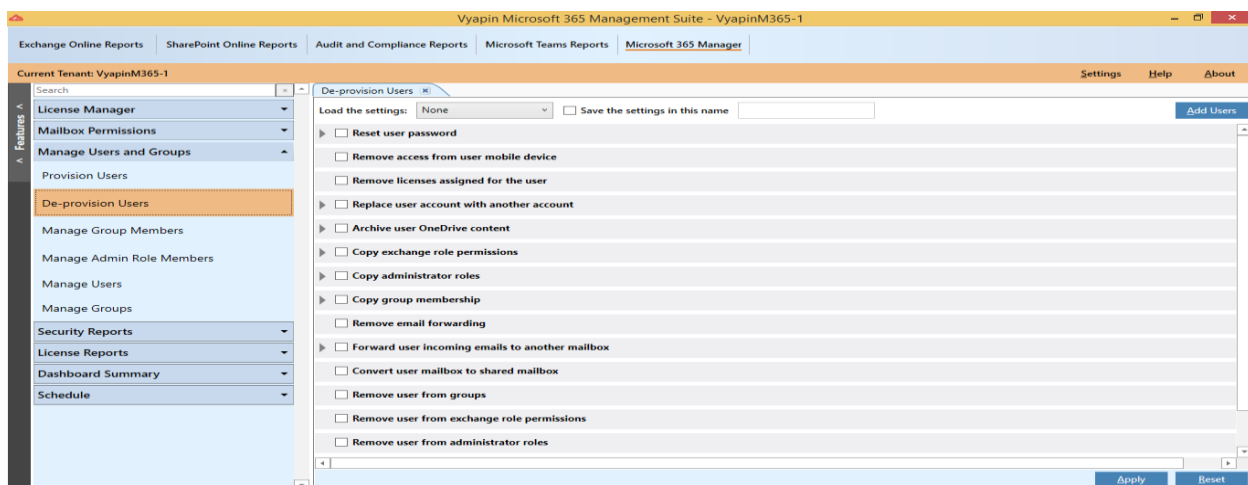 Vyapin Microsoft 365 Management Suite - VyapinM365-1
Exchange Online Reports SharePoint Online Reports Audit and Compliance Reports Microsoft Teams Reports Microsoft 365 Manager
Current Tenant: VyapinM365-1 Settings Help About
< Features <
Search
License Manager
Mailbox Permissions
Manage Users and Groups
Provision Users
De-provision Users
Manage Group Members
Manage Admin Role Members
Manage Users
Manage Groups
Security Reports
License Reports
Dashboard Summary
Schedule
De-provision Users
Load the settings: None Save the settings in this name Add Users
Reset user password
Remove access from user mobile device
Remove licenses assigned for the user
Replace user account with another account
Archive user OneDrive content
Copy exchange role permissions
Copy administrator roles
Copy group membership
Remove email forwarding
Forward user incoming emails to another mailbox
Convert user mailbox to shared mailbox
Remove user from groups
Remove user from exchange role permissions
Remove user from administrator roles
Apply Reset